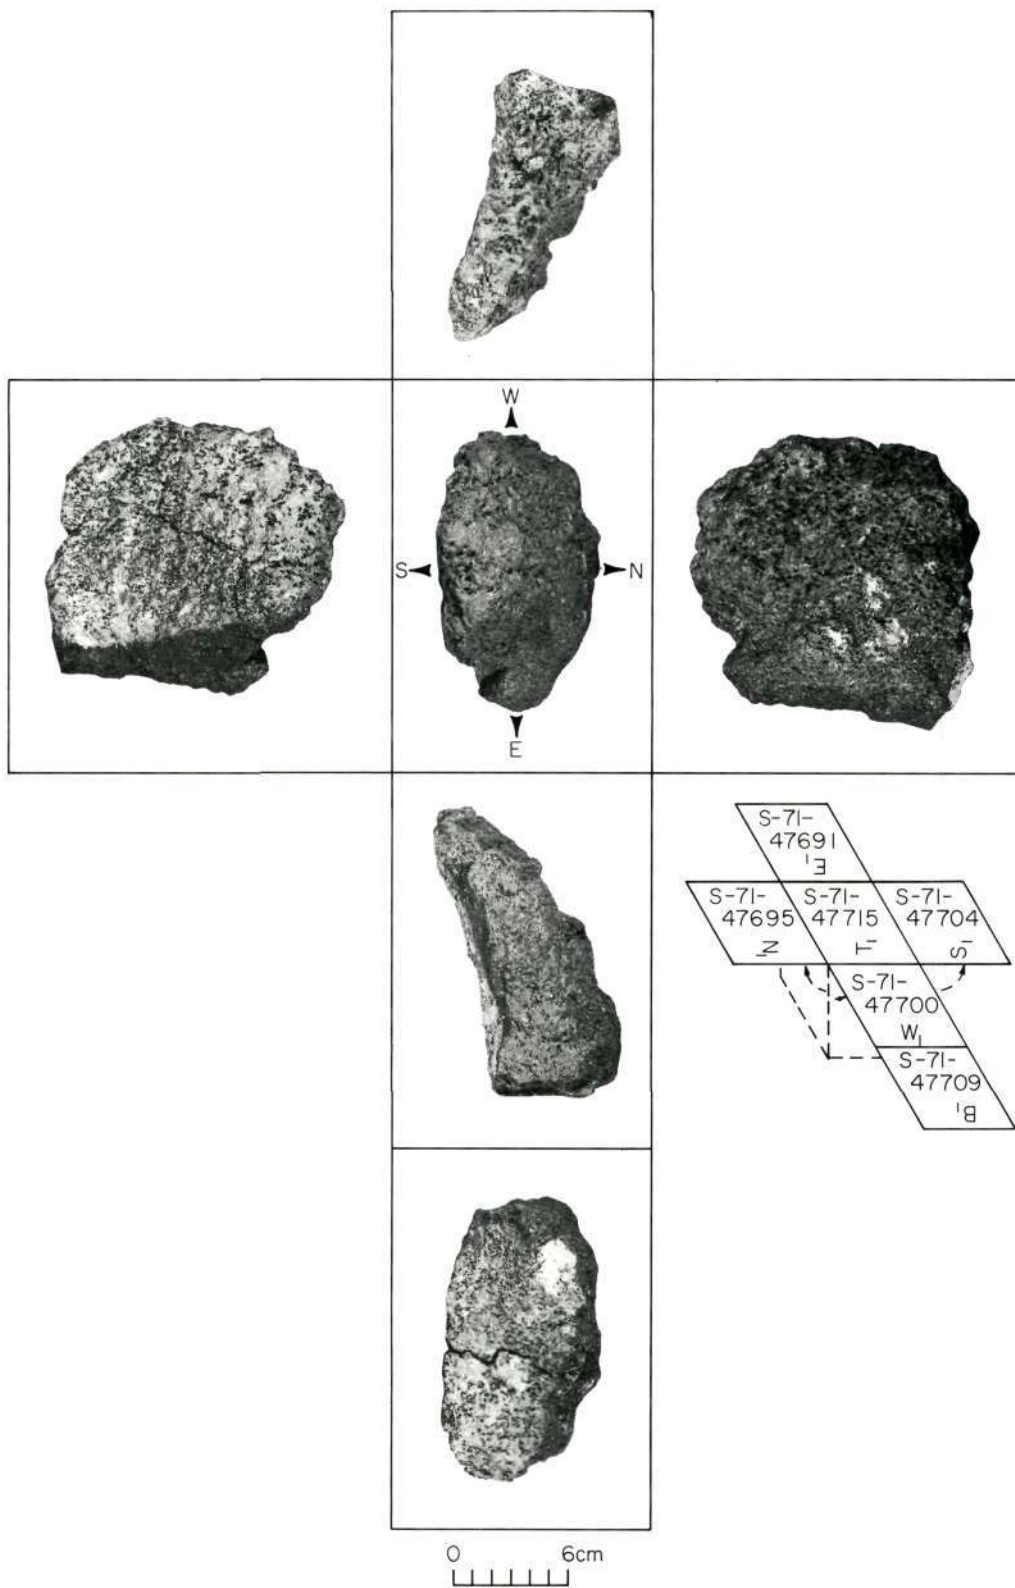 W
S
N
E
S-71-
47691
E₁
S-71-
47695
N₁
S-71-
47715
T₁
S-71-
47704
S₁
S-71-
47700
W₁
S-71-
47709
B₁
0 6cm